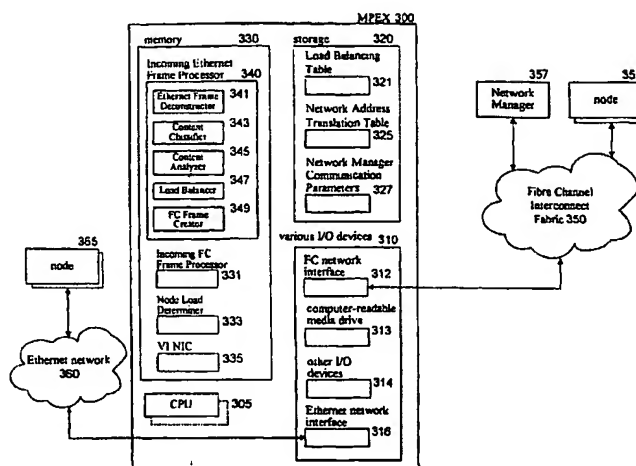 MPEX 300
memory 330
Incoming Ethernet
Frame Processor 340
Ethernet Frame
Deconstructor
341
Content
Classifier
343
Content
Analyzer
345
Load Balancer
347
FC Frame
Creator
349
Incoming FC
Frame Processor
331
Node Load
Determiner
333
VI NIC
335
CPU
305
storage 320
Load Balancing
Table
321
Network Address
Translation Table
325
Network Manager
Communication
Parameters
327
various I/O devices 310
FC network
interface
312
computer-readable
media drive
313
other I/O
devices
314
Ethernet network
interface
316
365
node
Ethernet network
360
357
Network
Manager
35
node
Fibre Channel
Interconnect
Fabric 350